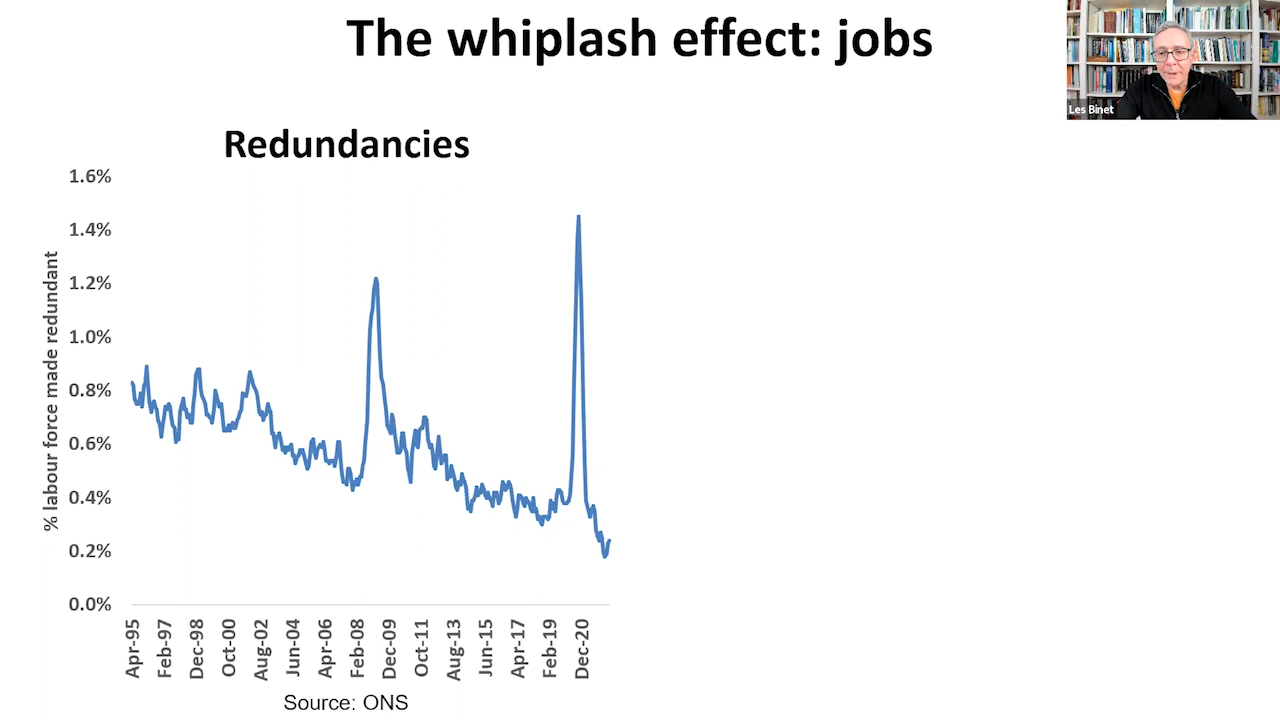 The whiplash effect: jobs
Les Binet
Redundancies
% labour force made redundant
1.6%
1.4%
1.2%
1.0%
0.8%
0.6%
0.4%
0.2%
0.0%
Apr-95
Feb-97
Dec-98
Oct-00
Aug-02
Jun-04
Apr-06
Feb-08
Dec-09
Oct-11
Aug-13
Jun-15
Apr-17
Feb-19
Dec-20
Source: ONS